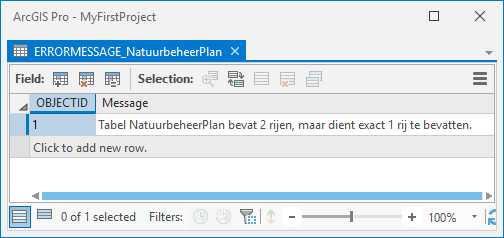 ArcGIS Pro - MyFirstProject
ERRORMESSAGE_NatuurbeheerPlan
Field: Selection:
OBJECTID Message
1 Tabel NatuurbeheerPlan bevat 2 rijen, maar dient exact 1 rij te bevatten.
Click to add new row.
0 of 1 selected Filters: 100%